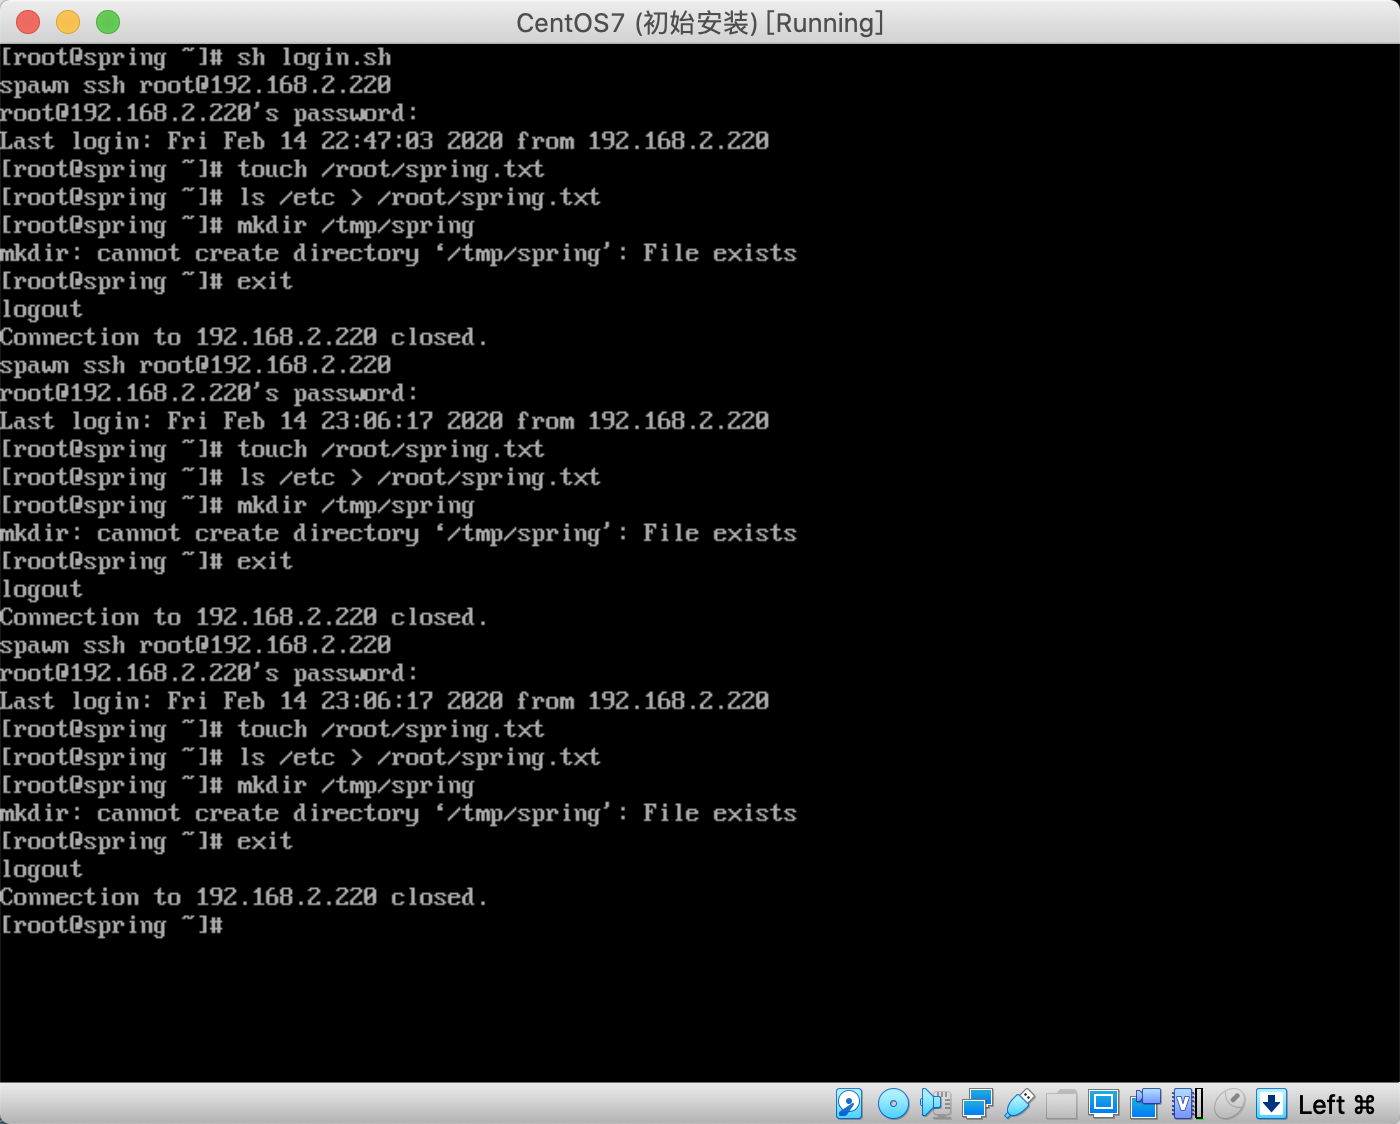 CentOS7 (初始安装) [Running]
[root@spring ~]# sh login.sh
spawn ssh root@192.168.2.220
root@192.168.2.220's password:
Last login: Fri Feb 14 22:47:03 2020 from 192.168.2.220
[root@spring ~]# touch /root/spring.txt
[root@spring ~]# ls /etc > /root/spring.txt
[root@spring ~]# mkdir /tmp/spring
mkdir: cannot create directory ‘/tmp/spring’: File exists
[root@spring ~]# exit
logout
Connection to 192.168.2.220 closed.
spawn ssh root@192.168.2.220
root@192.168.2.220's password:
Last login: Fri Feb 14 23:06:17 2020 from 192.168.2.220
[root@spring ~]# touch /root/spring.txt
[root@spring ~]# ls /etc > /root/spring.txt
[root@spring ~]# mkdir /tmp/spring
mkdir: cannot create directory ‘/tmp/spring’: File exists
[root@spring ~]# exit
logout
Connection to 192.168.2.220 closed.
spawn ssh root@192.168.2.220
root@192.168.2.220's password:
Last login: Fri Feb 14 23:06:17 2020 from 192.168.2.220
[root@spring ~]# touch /root/spring.txt
[root@spring ~]# ls /etc > /root/spring.txt
[root@spring ~]# mkdir /tmp/spring
mkdir: cannot create directory ‘/tmp/spring’: File exists
[root@spring ~]# exit
logout
Connection to 192.168.2.220 closed.
[root@spring ~]#
Left ⌘